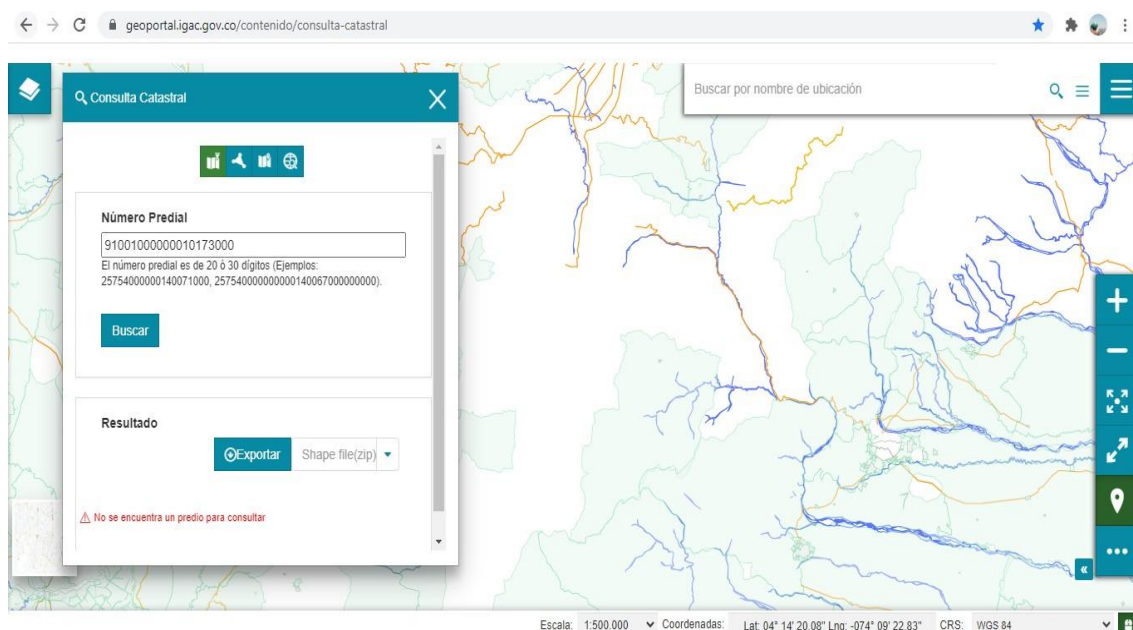 geoportal.igac.gov.co/contenido/consulta-catastral
Consulta Catastral
Buscar por nombre de ubicación
Número Predial
91001000000010173000
El número predial es de 20 ò 30 dígitos (Ejemplos:
25754000000140071000, 257540000000001400670000000000).
Buscar
Resultado
Exportar
Shape file(zip)
No se encuentra un predio para consultar
Escala: 1:500.000 Coordenadas: Lat: 04° 14' 20.08" Lng: -074° 09' 22.83" CRS: WGS 84